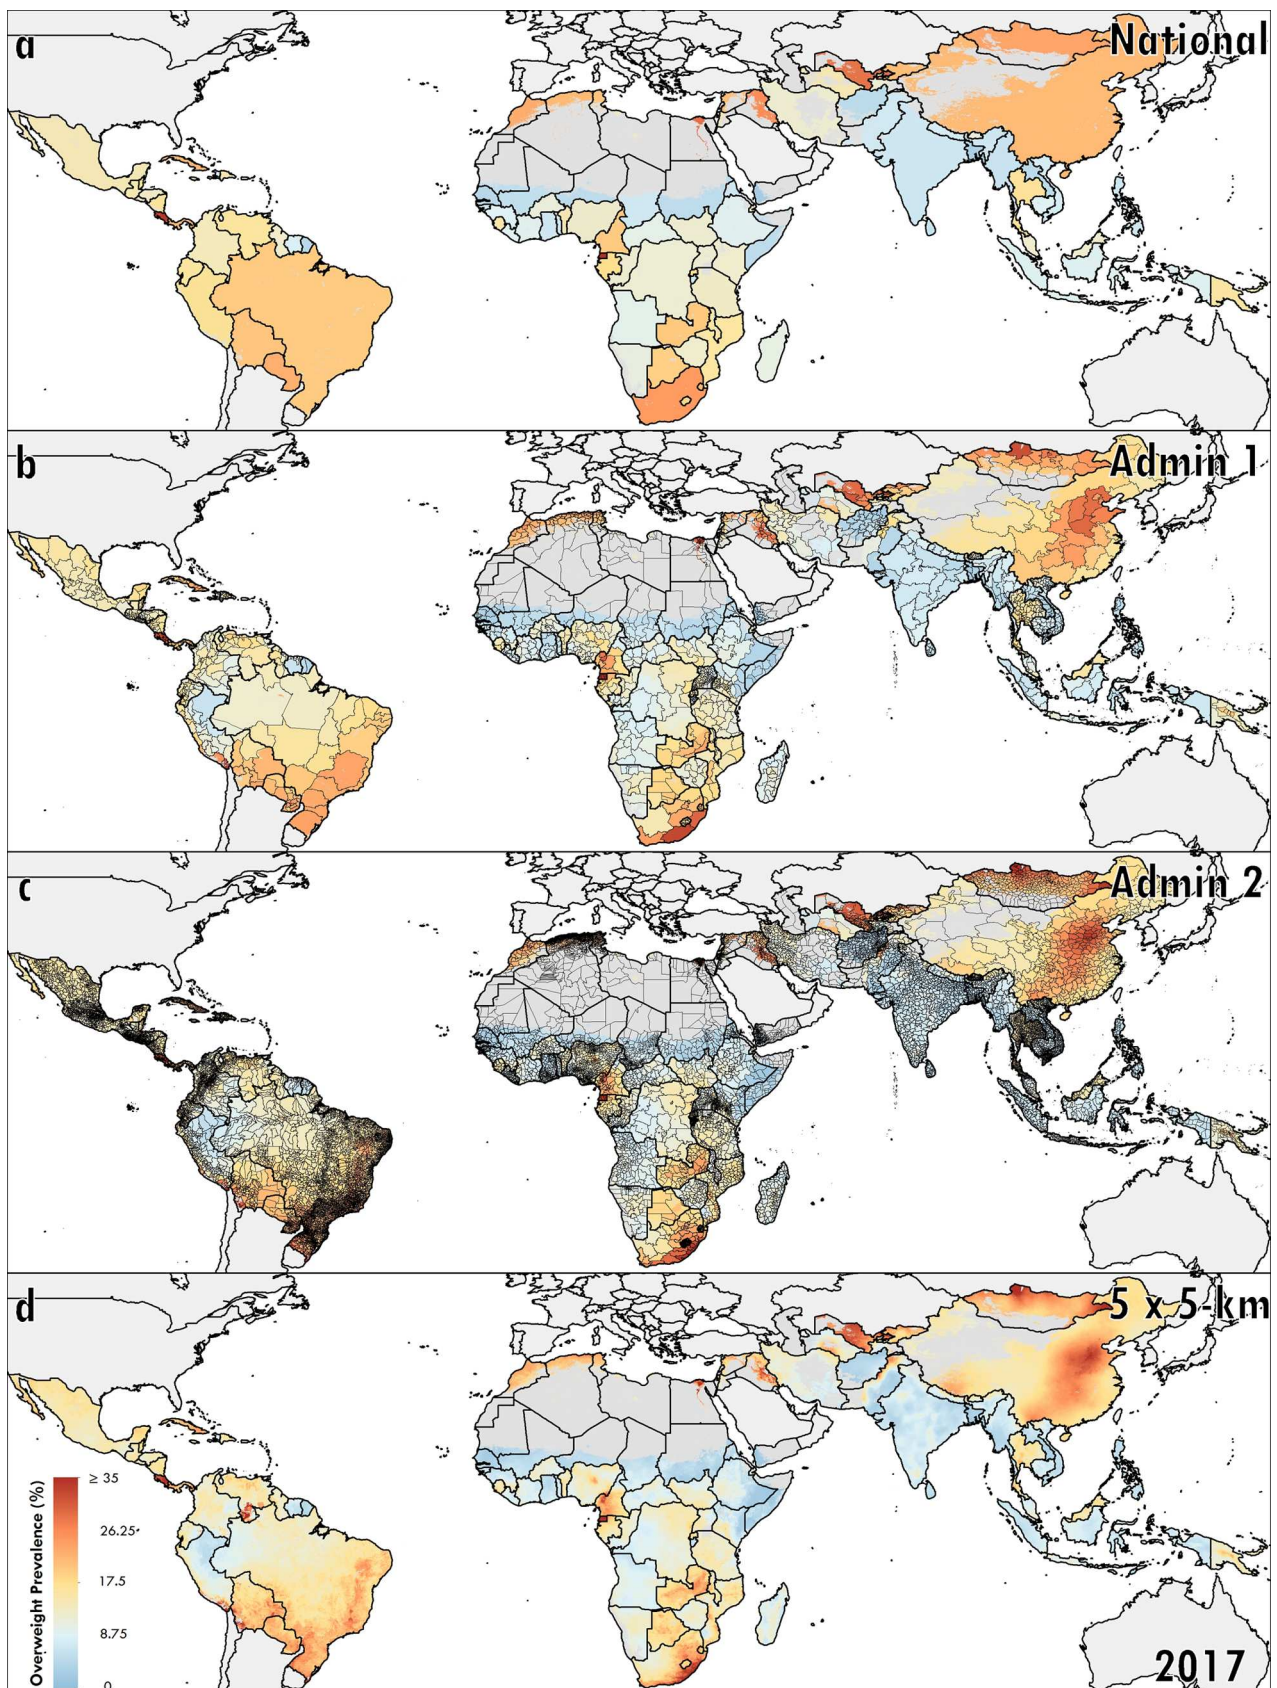 a
National
b
Admin 1
c
Admin 2
d
5 x 5-km
Overweight Prevalence (%)
≥ 35
26.25
17.5
8.75
0
2017